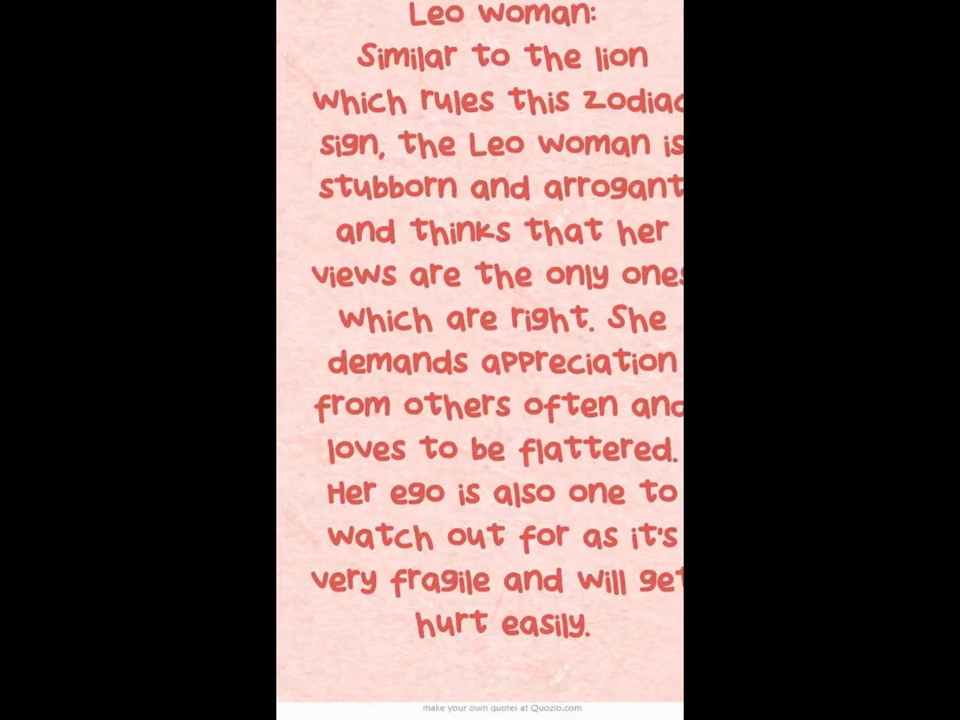 Leo woman:
Similar to the lion
which rules this zodiac
sign, the Leo woman is
stubborn and arrogant
and thinks that her
views are the only ones
which are right. She
demands appreciation
from others often and
loves to be flattered.
Her ego is also one to
watch out for as it's
very fragile and will get
hurt easily.
make your own quotes at Quozio.com